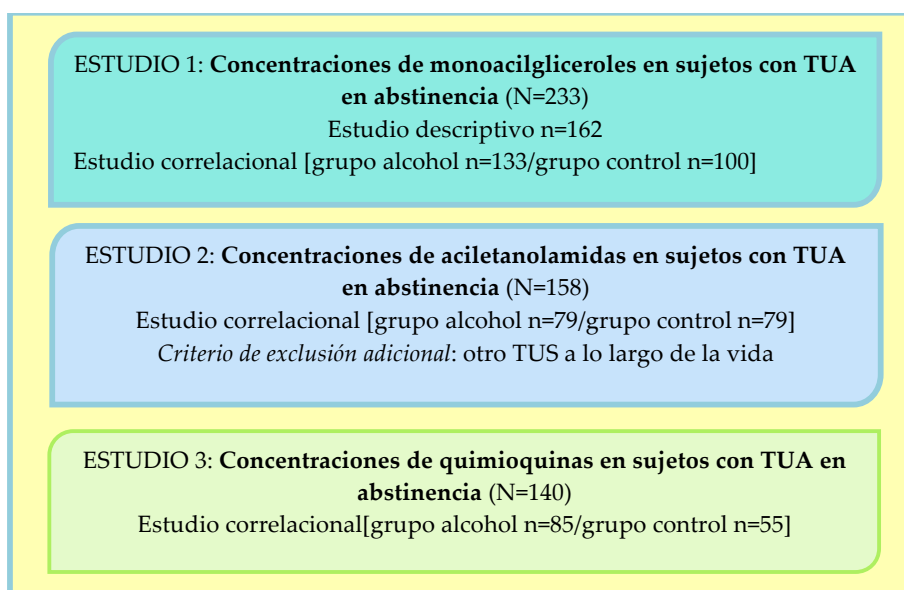 ESTUDIO 1: Concentraciones de monoacilgliceroles en sujetos con TUA
en abstinencia (N=233)
Estudio descriptivo n=162
Estudio correlacional [grupo alcohol n=133/grupo control n=100]
ESTUDIO 2: Concentraciones de aciletanolamidas en sujetos con TUA
en abstinencia (N=158)
Estudio correlacional [grupo alcohol n=79/grupo control n=79]
Criterio de exclusión adicional: otro TUS a lo largo de la vida
ESTUDIO 3: Concentraciones de quimioquinas en sujetos con TUA en
abstinencia (N=140)
Estudio correlacional[grupo alcohol n=85/grupo control n=55]